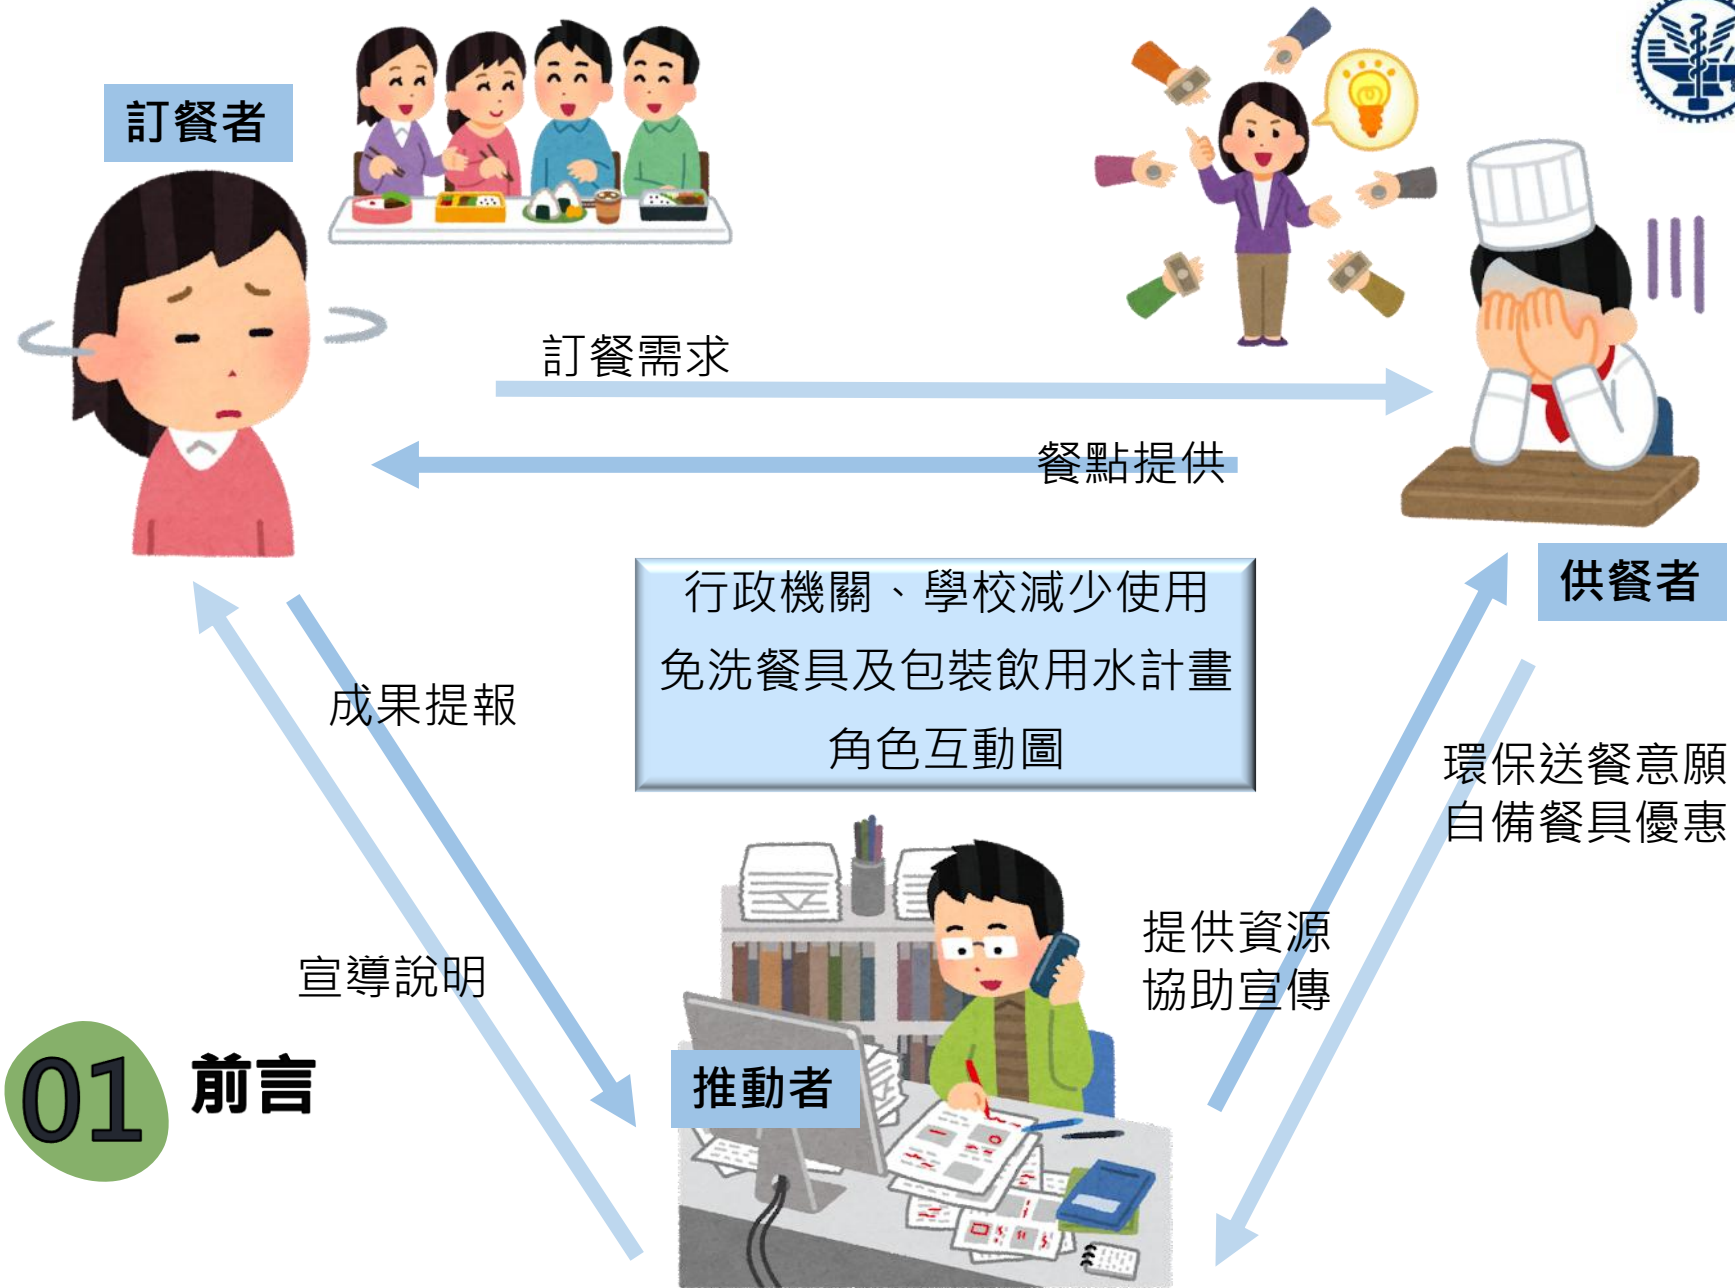 訂餐者
訂餐需求
餐點提供
供餐者
行政機關、學校減少使用
免洗餐具及包裝飲用水計畫
角色互動圖
成果提報
環保送餐意願
自備餐具優惠
提供資源
協助宣傳
宣導說明
推動者
01 前言